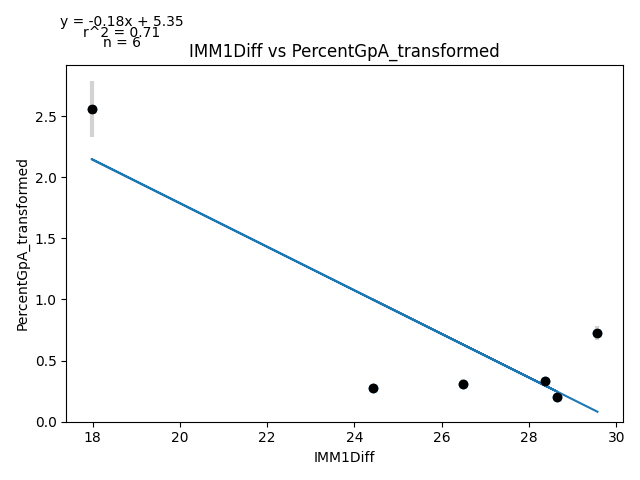 y = -0.18x + 5.35
r^2 = 0.71
n = 6
IMM1Diff vs PercentGpA_transformed
PercentGpA_transformed
2.5
2.0
1.5
1.0
0.5
0.0
18 20 22 24 26 28 30
IMM1Diff